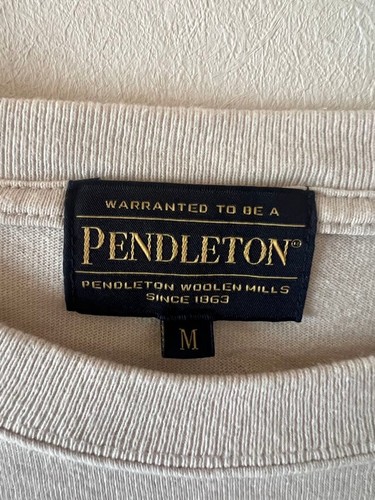 WARRANTED TO BE A
PENDLETON®
PENDLETON WOOLEN MILLS
SINCE 1863
M